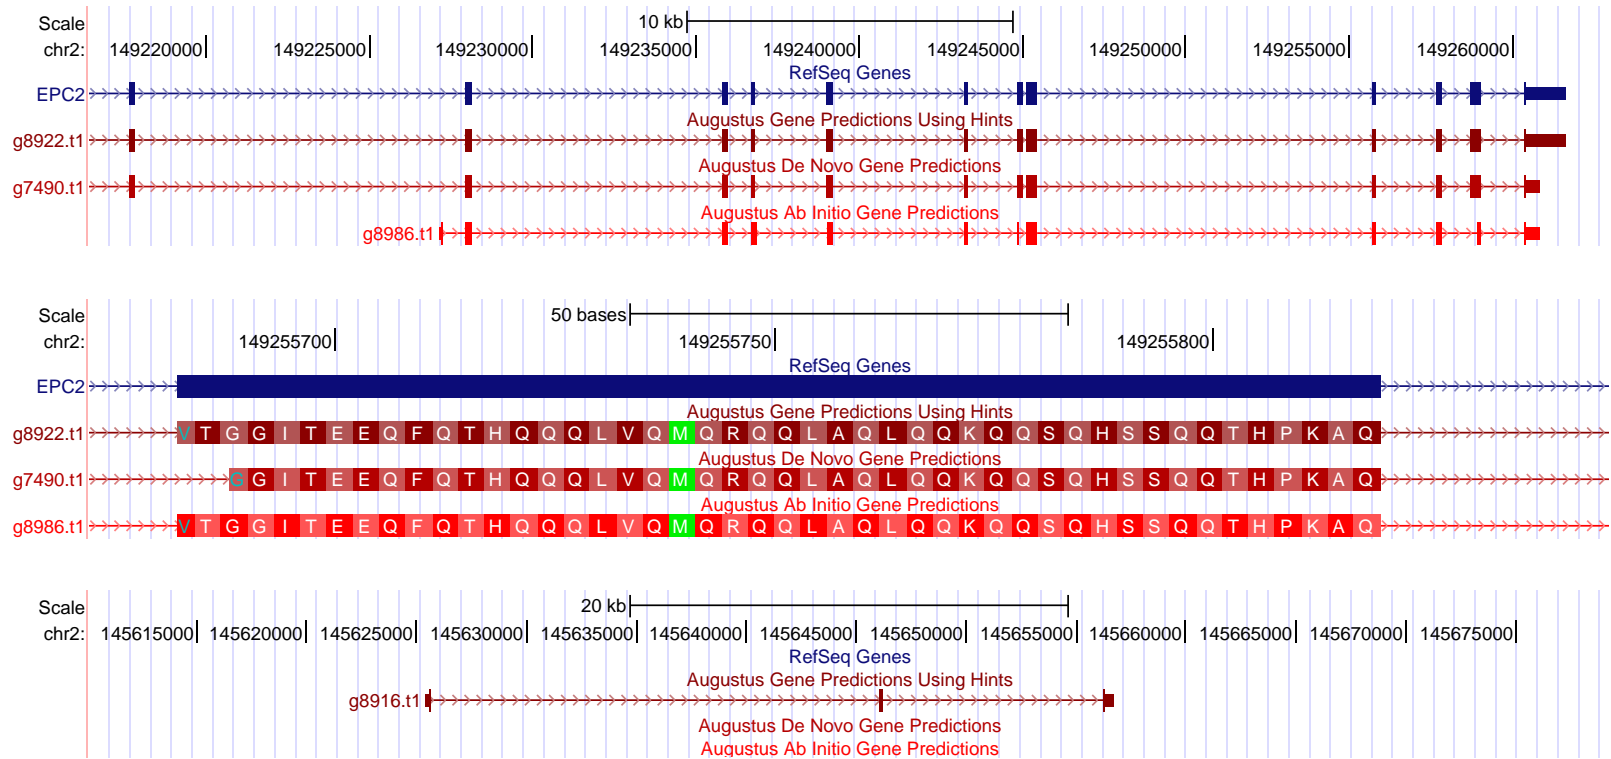 Scale 10 kb
chr2: 149220000 149225000 149230000 149235000 149240000 149245000 149250000 149255000 149260000
RefSeq Genes
EPC2
Augustus Gene Predictions Using Hints
g8922.t1
Augustus De Novo Gene Predictions
g7490.t1
Augustus Ab Initio Gene Predictions
g8986.t1
Scale 50 bases
chr2: 149255700 149255750 149255800
RefSeq Genes
EPC2
Augustus Gene Predictions Using Hints
g8922.t1 V T G G I T E E Q F Q T H Q Q Q L V Q M Q R Q Q L A Q L Q Q K Q Q S Q H S S Q Q T H P K A Q
Augustus De Novo Gene Predictions
g7490.t1 G G I T E E Q F Q T H Q Q Q L V Q M Q R Q Q L A Q L Q Q K Q Q S Q H S S Q Q T H P K A Q
Augustus Ab Initio Gene Predictions
g8986.t1 V T G G I T E E Q F Q T H Q Q Q L V Q M Q R Q Q L A Q L Q Q K Q Q S Q H S S Q Q T H P K A Q
Scale 20 kb
chr2: 145615000 145620000 145625000 145630000 145635000 145640000 145645000 145650000 145655000 145660000 145665000 145670000 145675000
RefSeq Genes
Augustus Gene Predictions Using Hints
g8916.t1
Augustus De Novo Gene Predictions
Augustus Ab Initio Gene Predictions